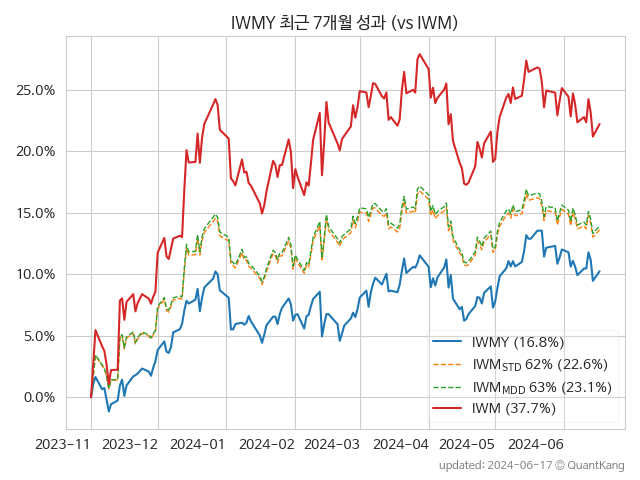 IWMY 최근 7개월 성과 (vs IWM)
25.0%
20.0%
15.0%
10.0%
5.0%
0.0%
IWMY (16.8%)
IWM_STD 62% (22.6%)
IWM_MDD 63% (23.1%)
IWM (37.7%)
2023-11 2023-12 2024-01 2024-02 2024-03 2024-04 2024-05 2024-06
updated: 2024-06-17 © QuantKang